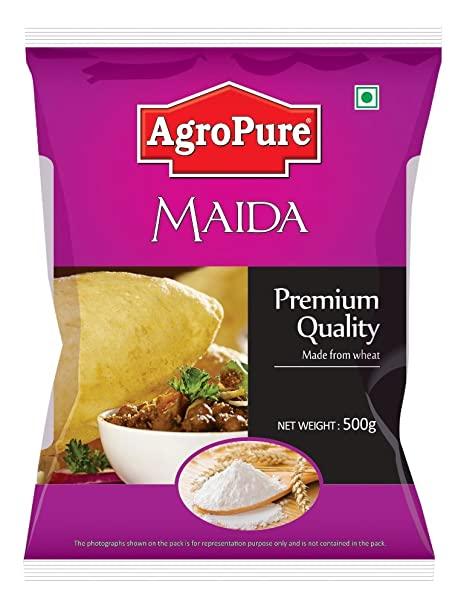 AgroPure®
MAIDA
Premium
Quality
Made from wheat
NET WEIGHT : 500g
The photographs shown on the pack is for representation purpose only and is not contained in the pack.